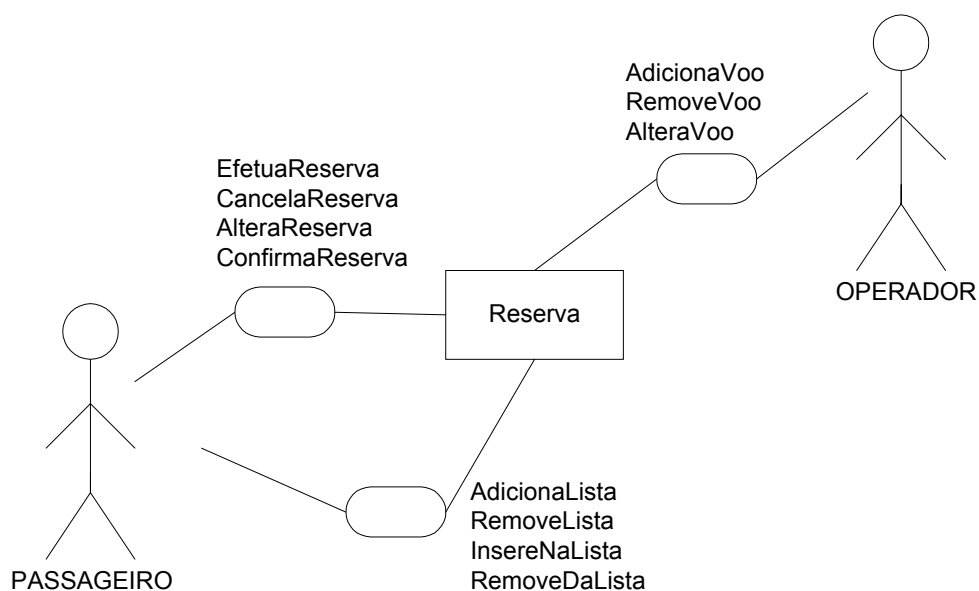 AdicionaVoo
RemoveVoo
AlteraVoo
EfetuaReserva
CancelaReserva
AlteraReserva
ConfirmaReserva
OPERADOR
Reserva
AdicionaLista
RemoveLista
InsereNaLista
RemoveDaLista
PASSAGEIRO